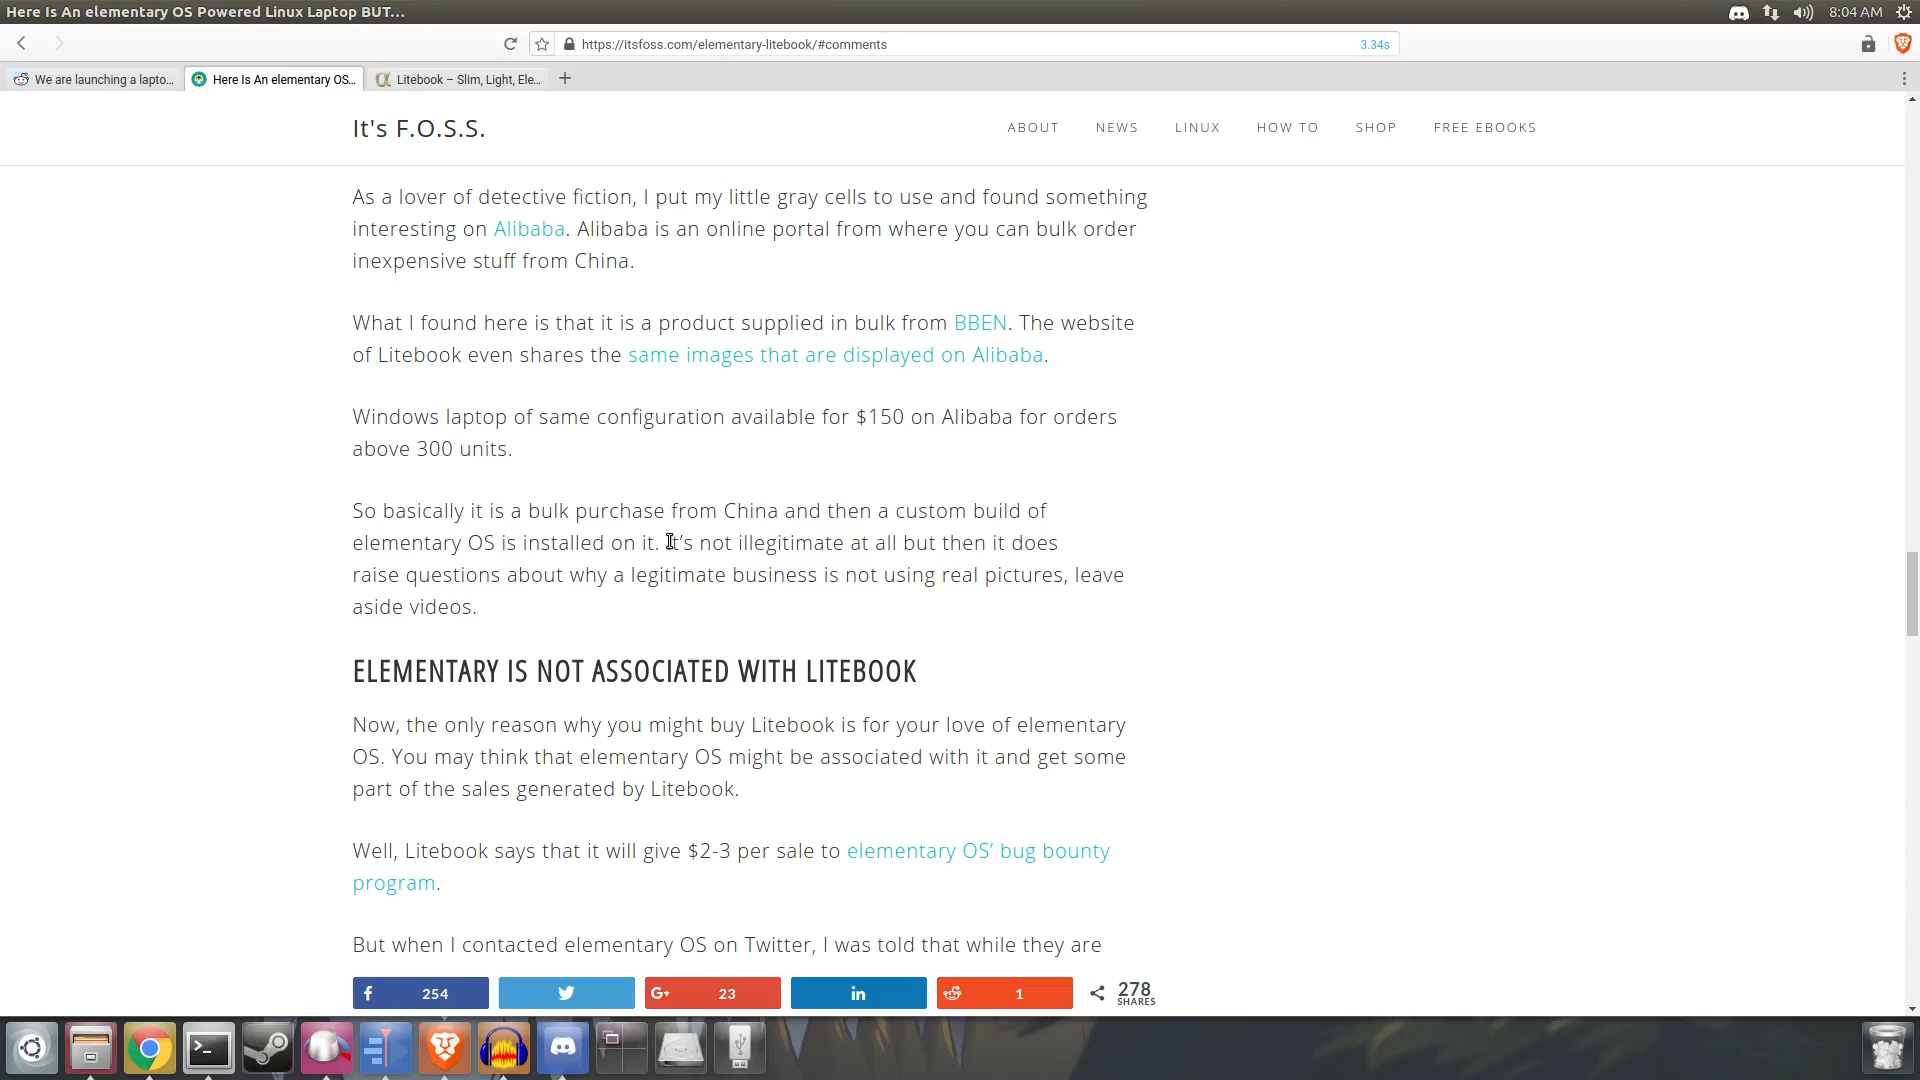 Here Is An elementary OS Powered Linux Laptop BUT...
8:04 AM
https://itsfoss.com/elementary-litebook/#comments
3.34s
We are launching a lapto...
Here Is An elementary OS...
Litebook – Slim, Light, Ele...
It's F.O.S.S.
ABOUT
NEWS
LINUX
HOW TO
SHOP
FREE EBOOKS
As a lover of detective fiction, I put my little gray cells to use and found something
interesting on Alibaba. Alibaba is an online portal from where you can bulk order
inexpensive stuff from China.
What I found here is that it is a product supplied in bulk from BBEN. The website
of Litebook even shares the same images that are displayed on Alibaba.
Windows laptop of same configuration available for $150 on Alibaba for orders
above 300 units.
So basically it is a bulk purchase from China and then a custom build of
elementary OS is installed on it. It's not illegitimate at all but then it does
raise questions about why a legitimate business is not using real pictures, leave
aside videos.
ELEMENTARY IS NOT ASSOCIATED WITH LITEBOOK
Now, the only reason why you might buy Litebook is for your love of elementary
OS. You may think that elementary OS might be associated with it and get some
part of the sales generated by Litebook.
Well, Litebook says that it will give $2-3 per sale to elementary OS' bug bounty
program.
But when I contacted elementary OS on Twitter, I was told that while they are
254
G+ 23
in
1
278
SHARES